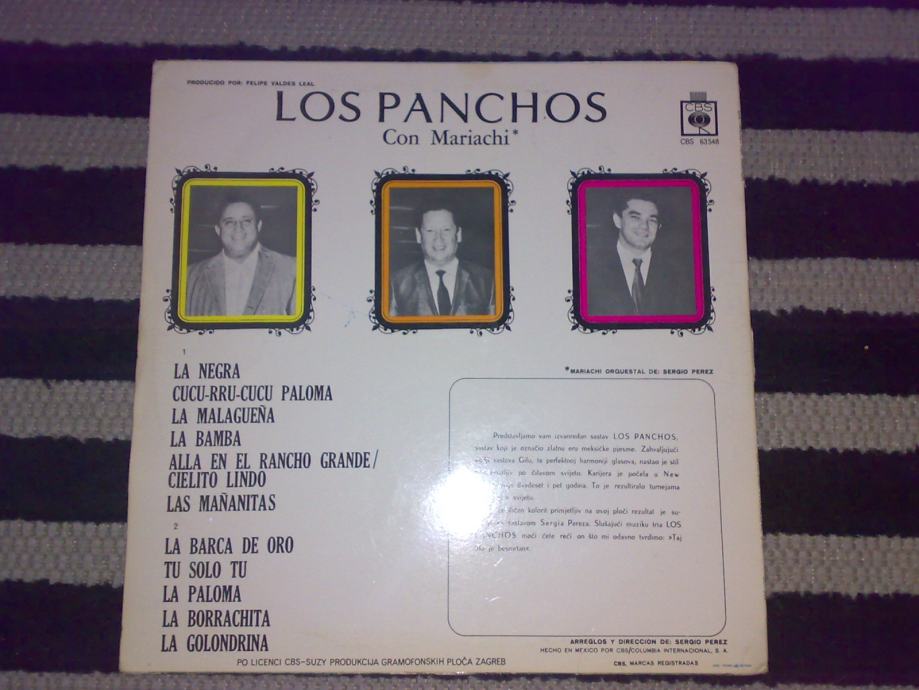 PRODUCIDO POR: FELIPE VALDES LEAL
LOS PANCHOS
Con Mariachi*
CBS
CBS 63548
1
LA NEGRA
CUCU-RRU-CUCU PALOMA
LA MALAGUEÑA
LA BAMBA
ALLA EN EL RANCHO GRANDE/
CIELITO LINDO
LAS MAÑANITAS
2
LA BARCA DE ORO
TU SOLO TU
LA PALOMA
LA BORRACHITA
LA GOLONDRINA
*MARIACHI ORQUESTAL DE: SERGIO PEREZ
Predstavljamo vam izvanredan sastav LOS PANCHOS,
sastav koji je označio zlatnu eru meksičke pjesme. Zahvaljujući
sastava Gilu, te perfektnoj harmoniji glasova, nastao je stil
po čitavom svijetu. Karijera je počela u New
dvadeset i pet godina. To je rezultiralo turnejama
svijetu.
kolorit primjetljiv na ovoj ploči rezultat je su-
sastavom Sergia Pereza. Slušajući muziku tria LOS
PANCHOS moći ćete reći on što mi odavno tvrdimo: »Taj
je besmrtan«.
ARREGLOS Y DIRECCION DE: SERGIO PEREZ
HECHO EN MEXICO POR CBS/COLUMBIA INTERNACIONAL, S. A.
CBS, MARCAS REGISTRADAS
PO LICENCI CBS–SUZY PRODUKCIJA GRAMOFONSKIH PLOČA ZAGREB